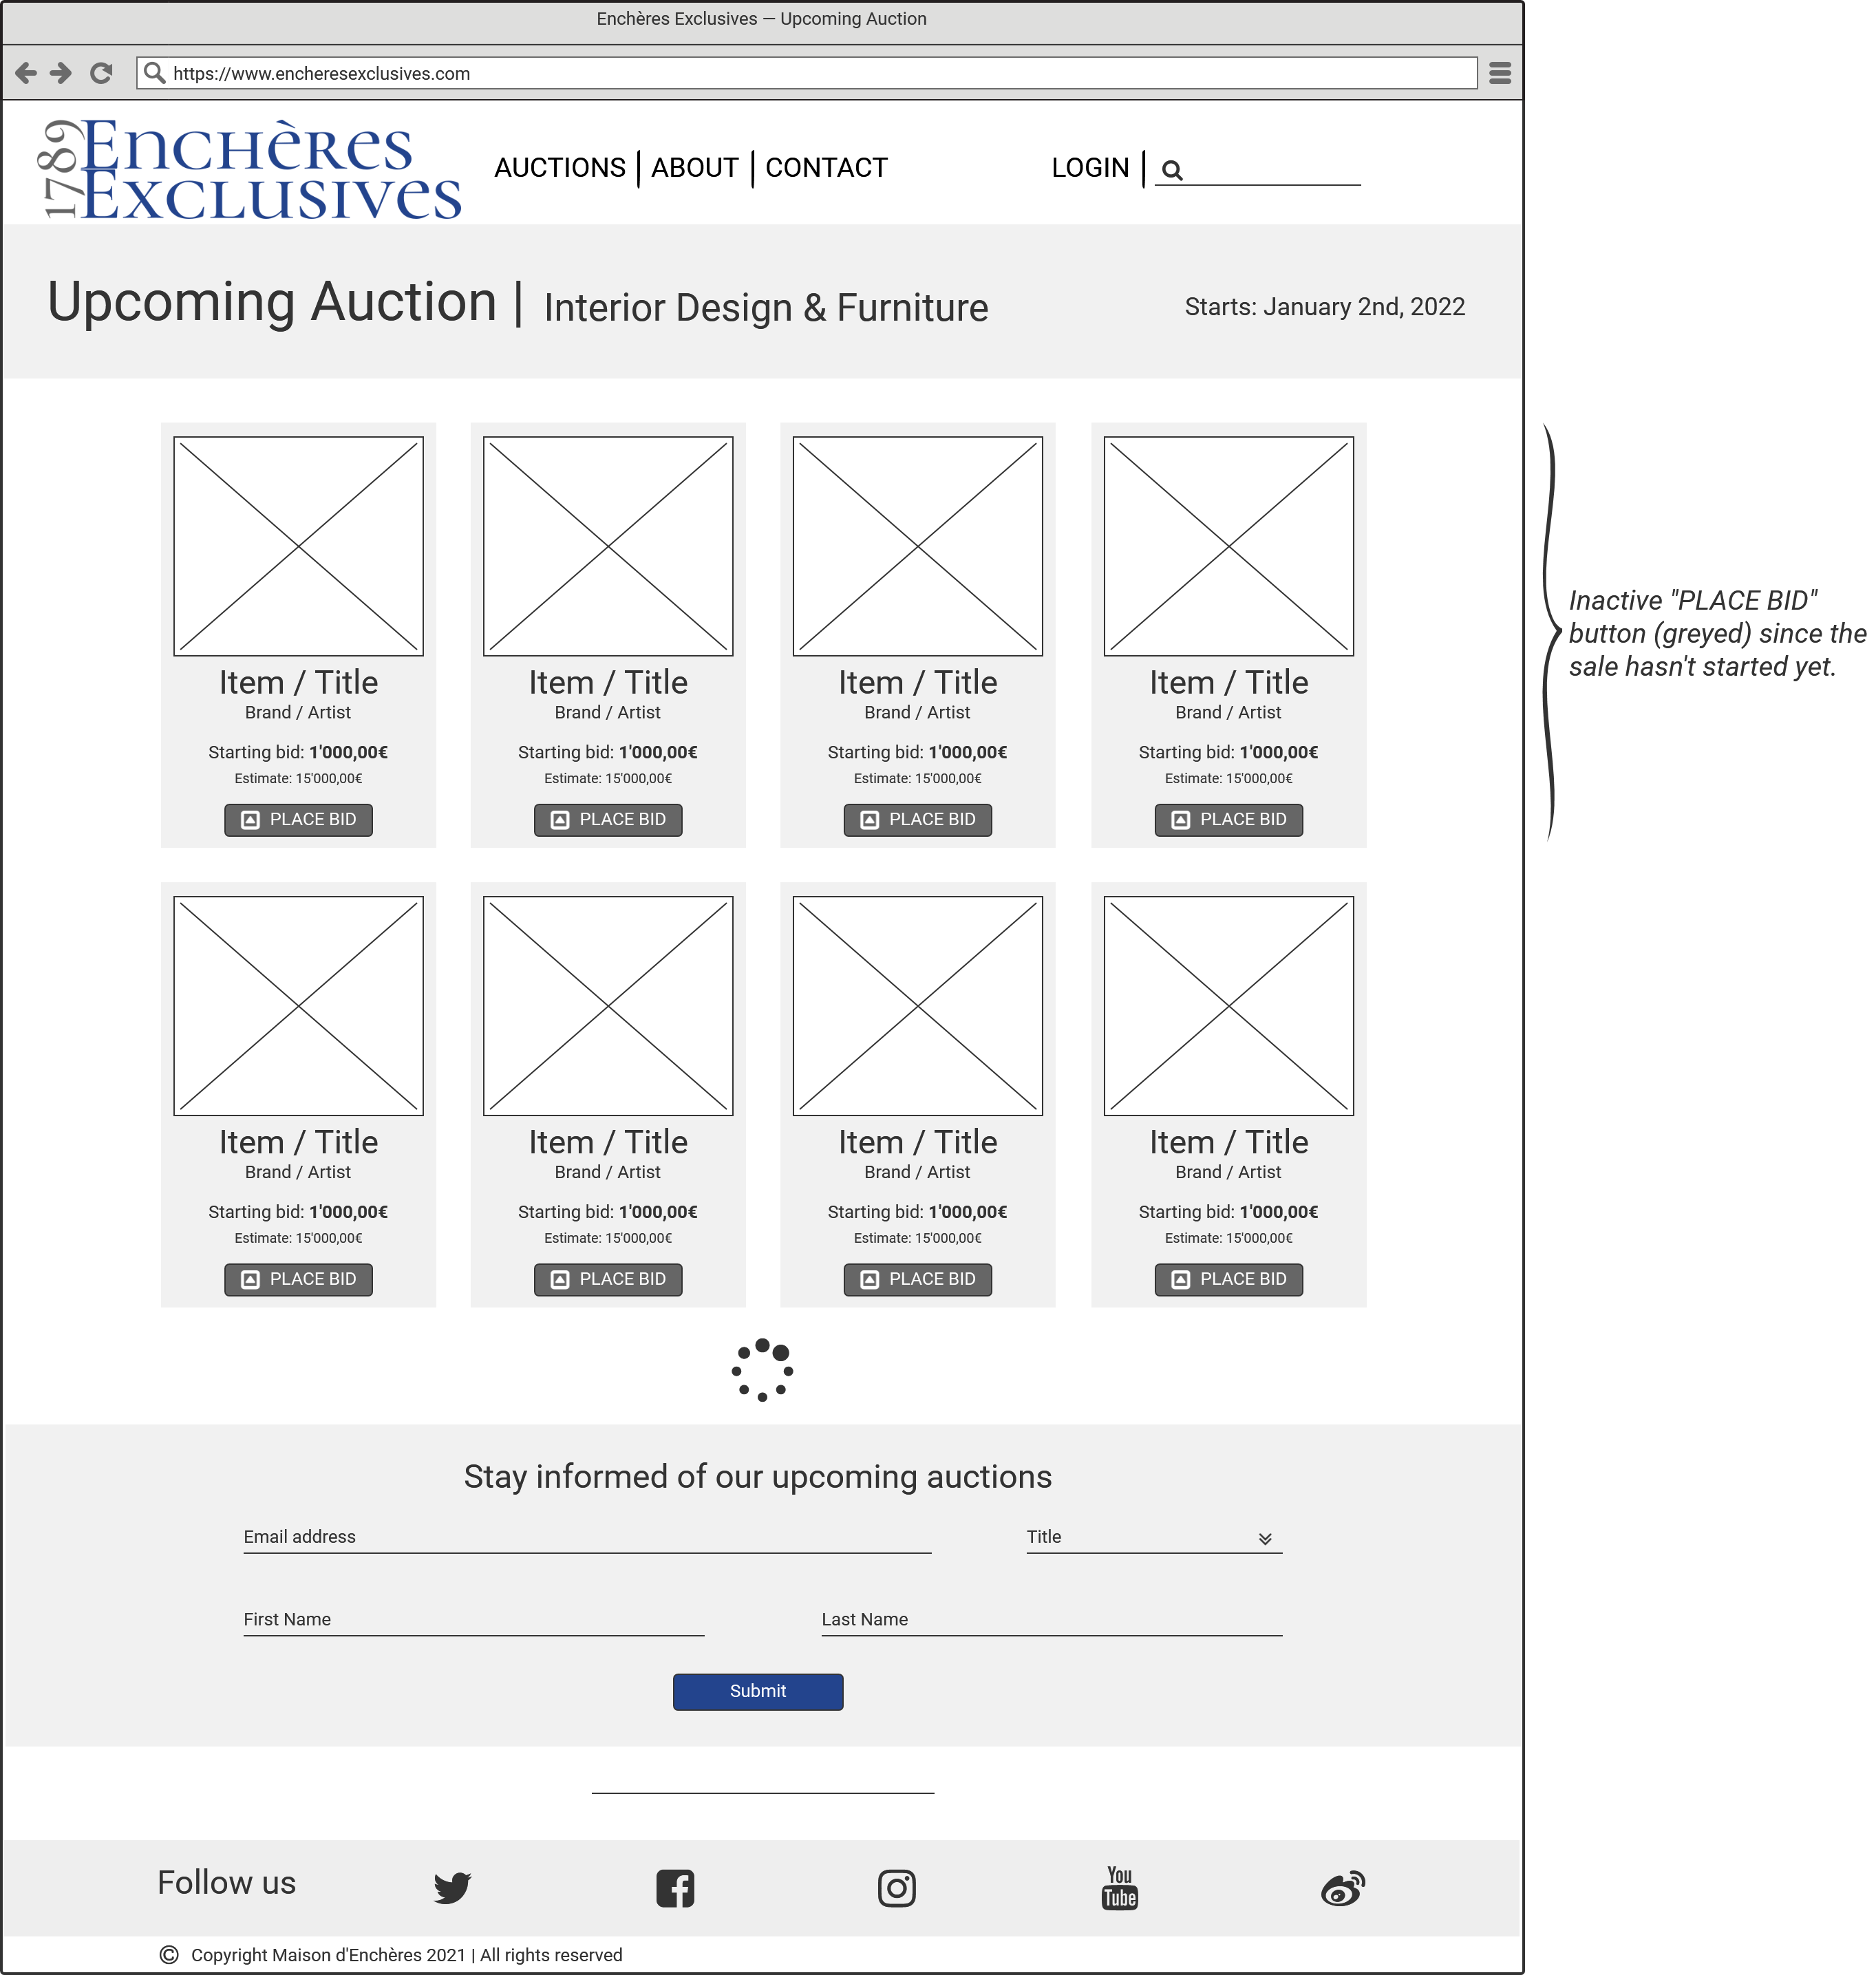 Enchères Exclusives — Upcoming Auction
https://www.encheresexclusives.com
1789
Enchères
Exclusives
AUCTIONS | ABOUT | CONTACT
LOGIN |
Upcoming Auction | Interior Design & Furniture
Starts: January 2nd, 2022
Item / Title Item / Title Item / Title Item / Title
Brand / Artist Brand / Artist Brand / Artist Brand / Artist
Starting bid: 1'000,00€ Starting bid: 1'000,00€ Starting bid: 1'000,00€ Starting bid: 1'000,00€
Estimate: 15'000,00€ Estimate: 15'000,00€ Estimate: 15'000,00€ Estimate: 15'000,00€
PLACE BID PLACE BID PLACE BID PLACE BID
Inactive "PLACE BID"
button (greyed) since the
sale hasn't started yet.
Item / Title Item / Title Item / Title Item / Title
Brand / Artist Brand / Artist Brand / Artist Brand / Artist
Starting bid: 1'000,00€ Starting bid: 1'000,00€ Starting bid: 1'000,00€ Starting bid: 1'000,00€
Estimate: 15'000,00€ Estimate: 15'000,00€ Estimate: 15'000,00€ Estimate: 15'000,00€
PLACE BID PLACE BID PLACE BID PLACE BID
Stay informed of our upcoming auctions
Email address
Title
First Name
Last Name
Submit
Follow us
You
Tube
© Copyright Maison d'Enchères 2021 | All rights reserved